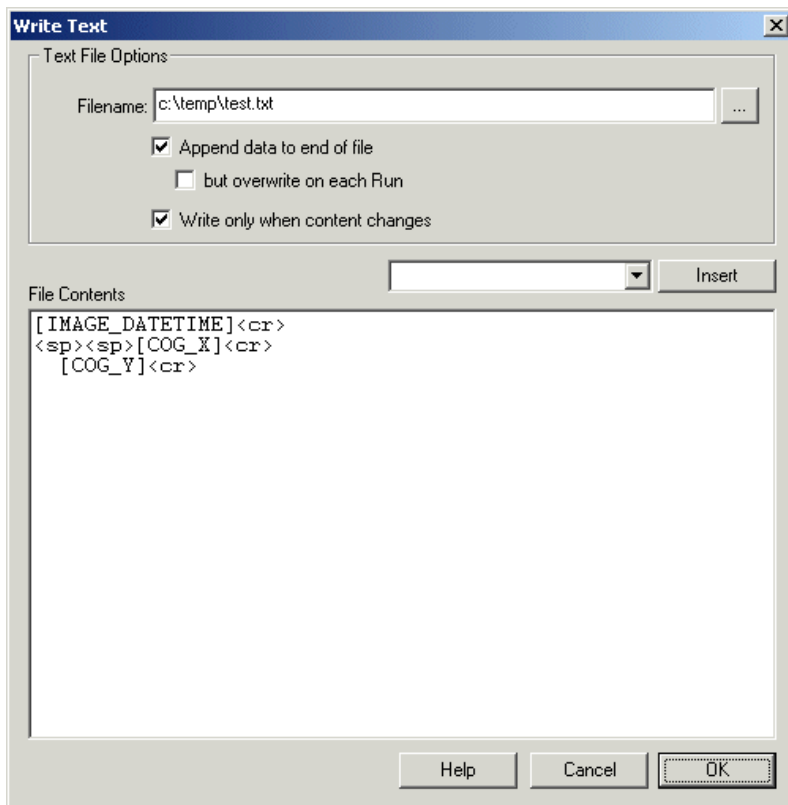 Write Text
Text File Options
Filename: c:\temp\test.txt ...
Append data to end of file
but overwrite on each Run
Write only when content changes
Insert
File Contents
[IMAGE_DATETIME]<cr>
<sp><sp>[COG_X]<cr>
  [COG_Y]<cr>
Help Cancel OK